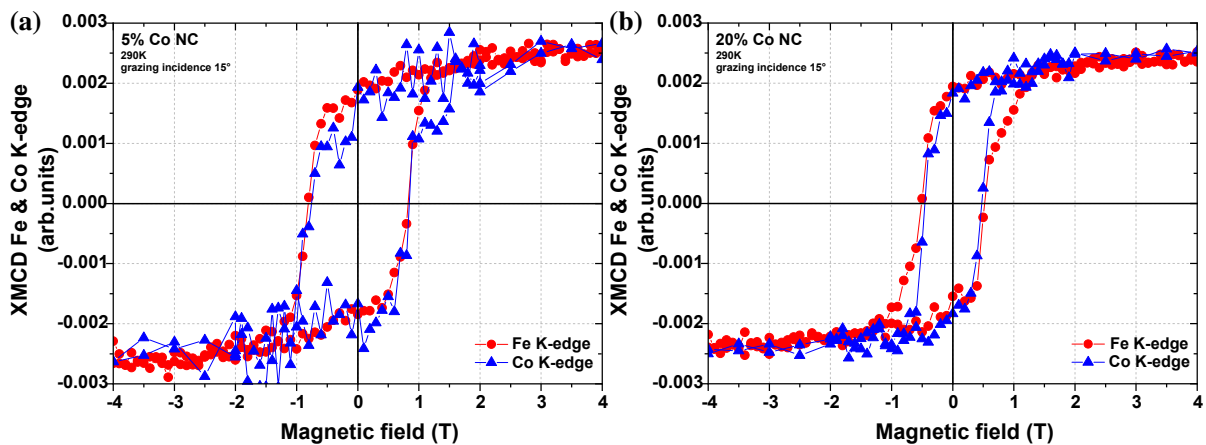 (a)
0.003
0.002
0.001
0.000
-0.001
-0.002
-0.003
XMCD Fe & Co K-edge
(arb.units)
5% Co NC
290K
grazing incidence 15°
Fe K-edge
Co K-edge
-4 -3 -2 -1 0 1 2 3 4
Magnetic field (T)
(b)
0.003
0.002
0.001
0.000
-0.001
-0.002
-0.003
XMCD Fe & Co K-edge
(arb.units)
20% Co NC
290K
grazing incidence 15°
Fe K-edge
Co K-edge
-4 -3 -2 -1 0 1 2 3 4
Magnetic field (T)